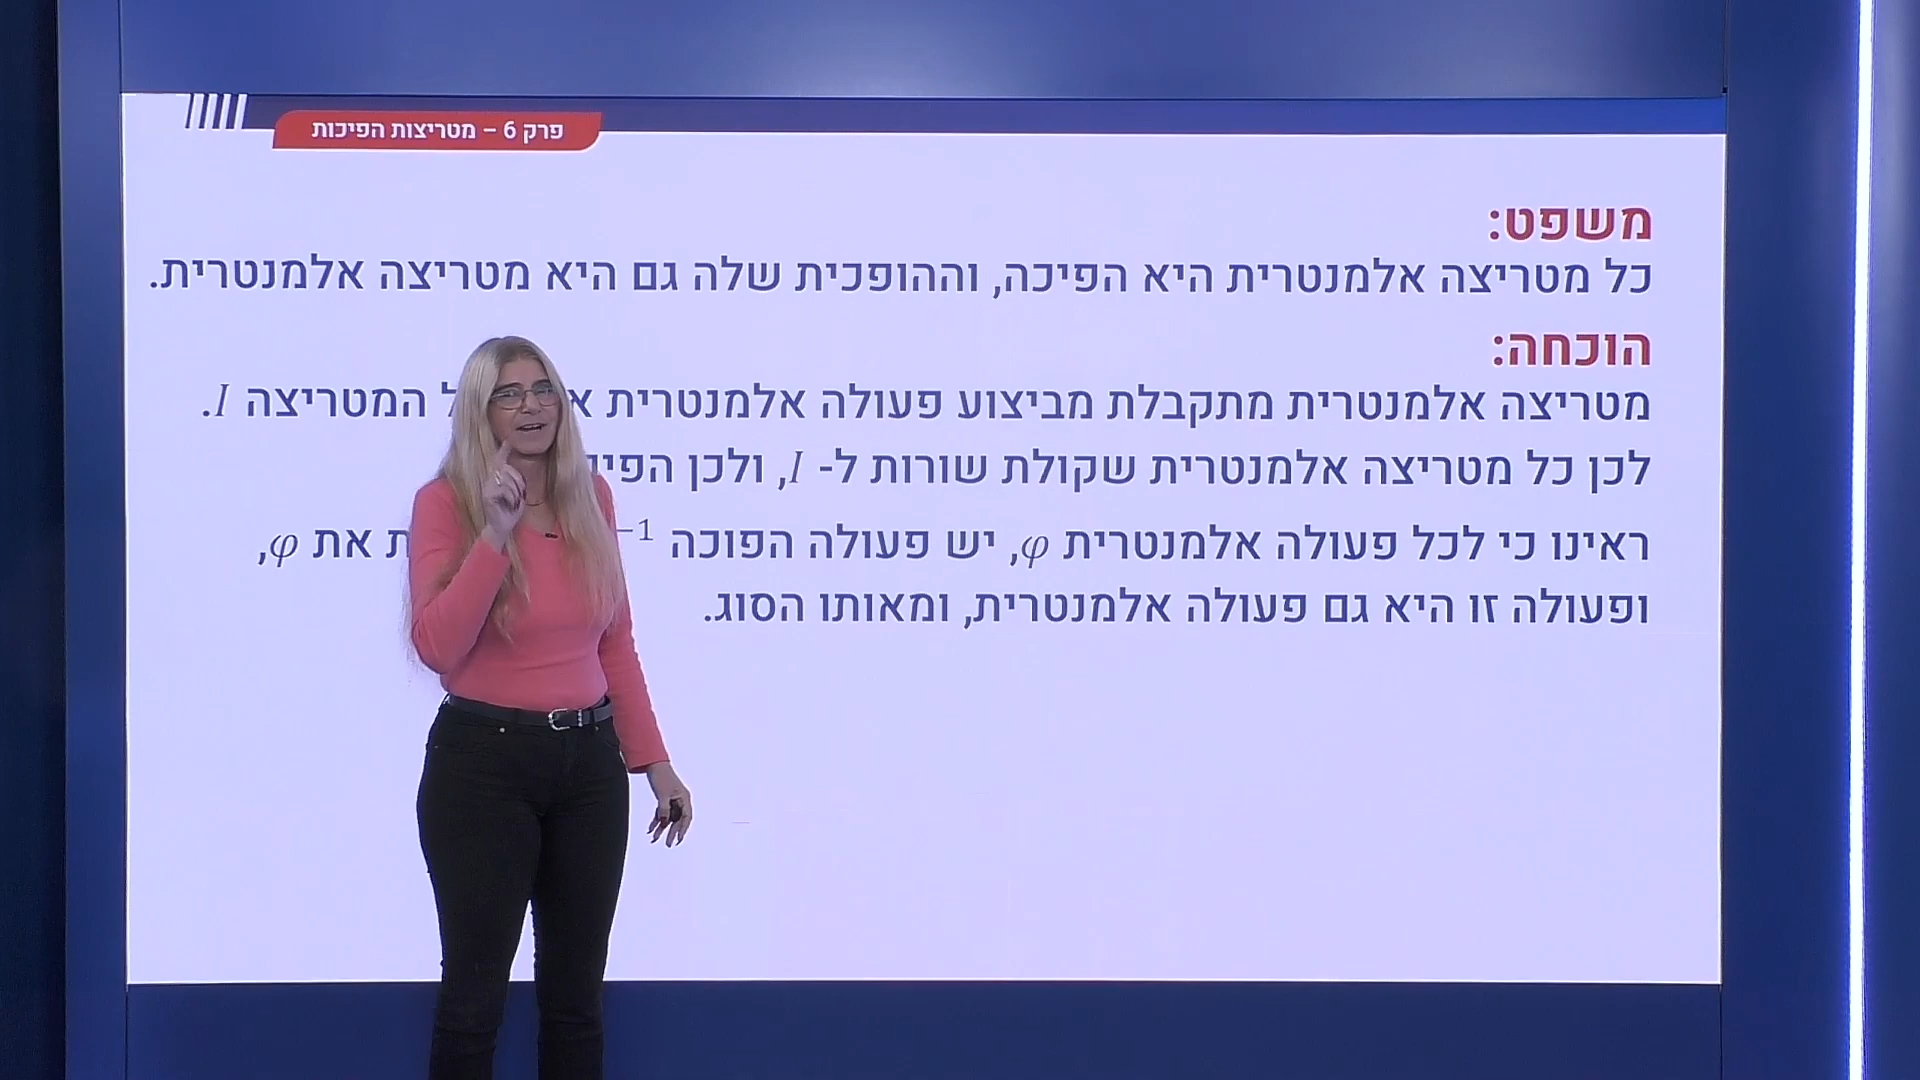 פרק 6 – מטריצות הפיכות
משפט:
כל מטריצה אלמנטרית היא הפיכה, וההופכית שלה גם היא מטריצה אלמנטרית.
הוכחה:
מטריצה אלמנטרית מתקבלת מביצוע פעולה אלמנטרית המטריצה I.
לכן כל מטריצה אלמנטרית שקולת שורות ל- I, ולכן
ראינו כי לכל פעולה אלמנטרית φ, יש פעולה הפוכה −1 את φ,
ופעולה זו היא גם פעולה אלמנטרית, ומאותו הסוג.